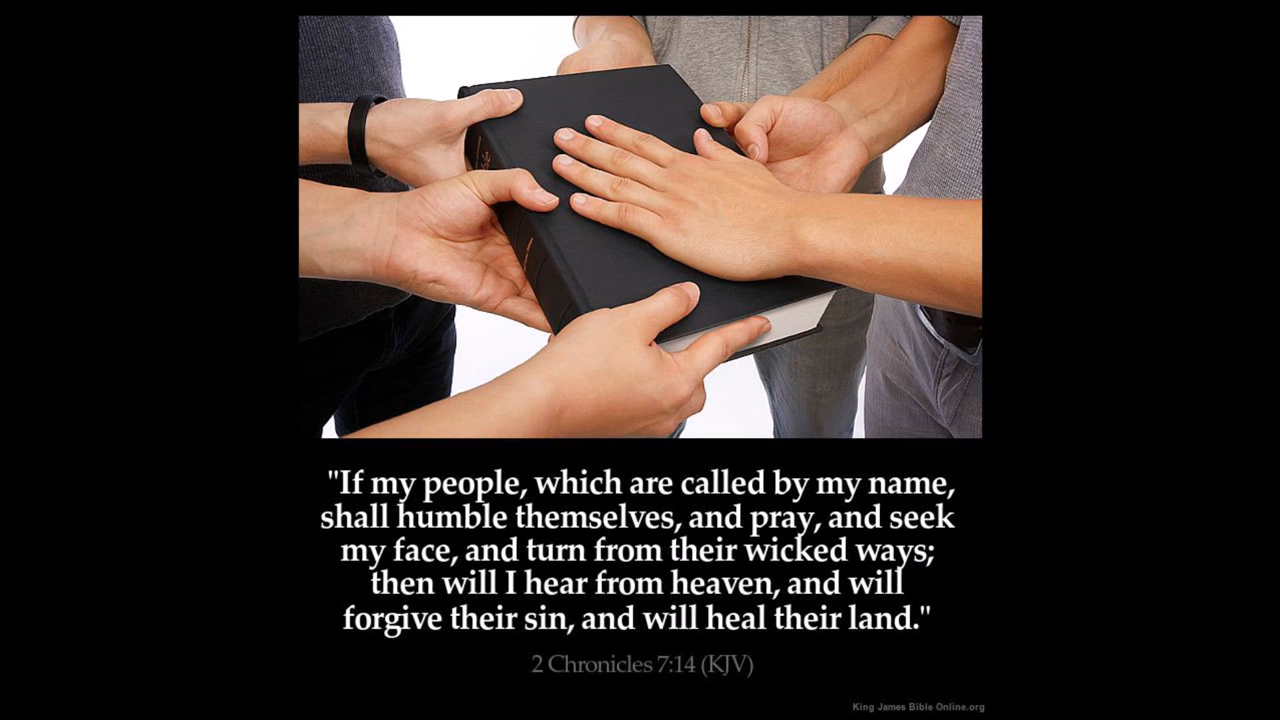 "If my people, which are called by my name,
shall humble themselves, and pray, and seek
my face, and turn from their wicked ways;
then will I hear from heaven, and will
forgive their sin, and will heal their land."
2 Chronicles 7:14 (KJV)
King James Bible Online.org